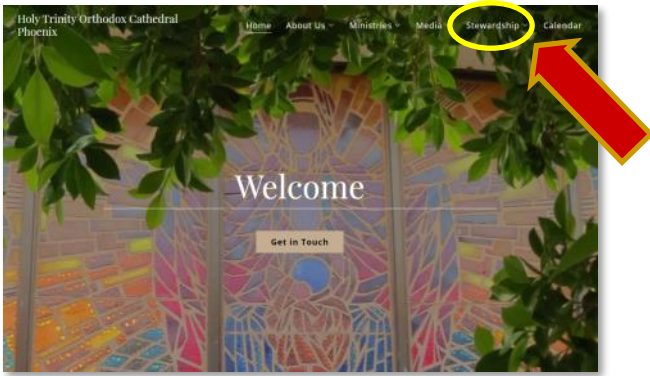 Holy Trinity Orthodox Cathedral
Phoenix
Home About Us Ministries Media Stewardship Calendar
Welcome
Get in Touch